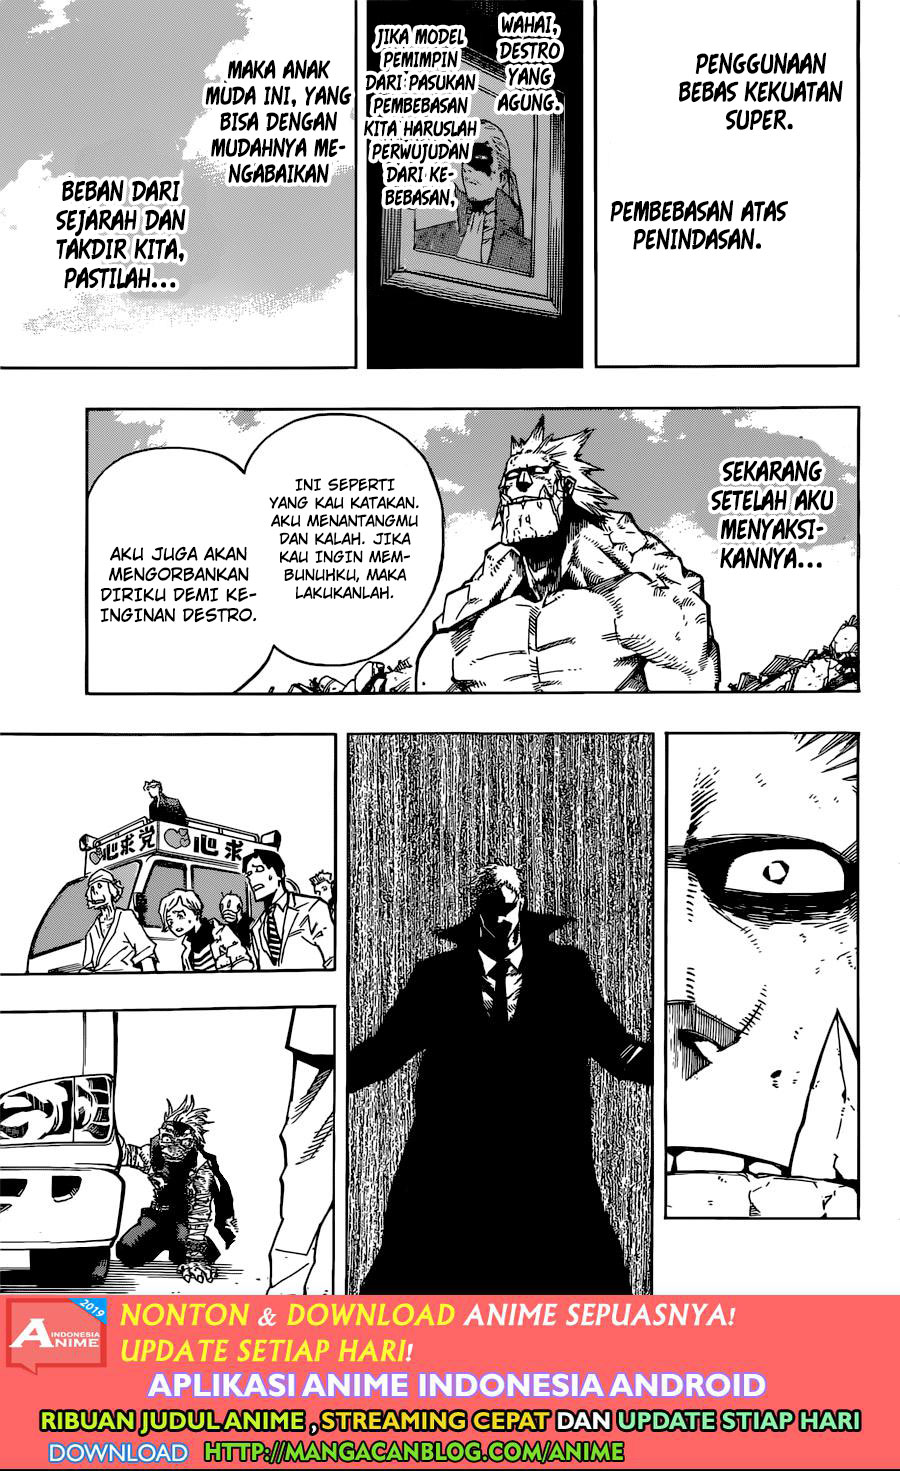 PENGGUNAAN
BEBAS KEKUATAN
SUPER.
PEMBEBASAN ATAS
PENINDASAN.
WAHAI,
DESTRO
YANG
AGUNG.
JIKA MODEL
PEMIMPIN
DARI PASUKAN
PEMBEBASAN
KITA HARUSLAH
PERWUJUDAN
DARI KE-
BEBASAN,
MAKA ANAK
MUDA INI, YANG
BISA DENGAN
MUDAHNYA ME-
NGABAIKAN
BEBAN DARI
SEJARAH DAN
TAKDIR KITA,
PASTILAH...
SEKARANG
SETELAH AKU
MENYAKSI-
KANNYA...
INI SEPERTI
YANG KAU KATAKAN.
AKU MENANTANGMU
DAN KALAH. JIKA
KAU INGIN MEM-
BUNUHKU, MAKA
LAKUKANLAH.
AKU JUGA AKAN
MENGORBANKAN
DIRIKU DEMI KE-
INGINAN DESTRO.
心求党 心求
2019
INDONESIA
ANIME
NONTON & DOWNLOAD ANIME SEPUASNYA!
UPDATE SETIAP HARI!
APLIKASI ANIME INDONESIA ANDROID
RIBUAN JUDUL ANIME , STREAMING CEPAT DAN UPDATE STIAP HARI
DOWNLOAD HTTP://MANGACANBLOG.COM/ANIME